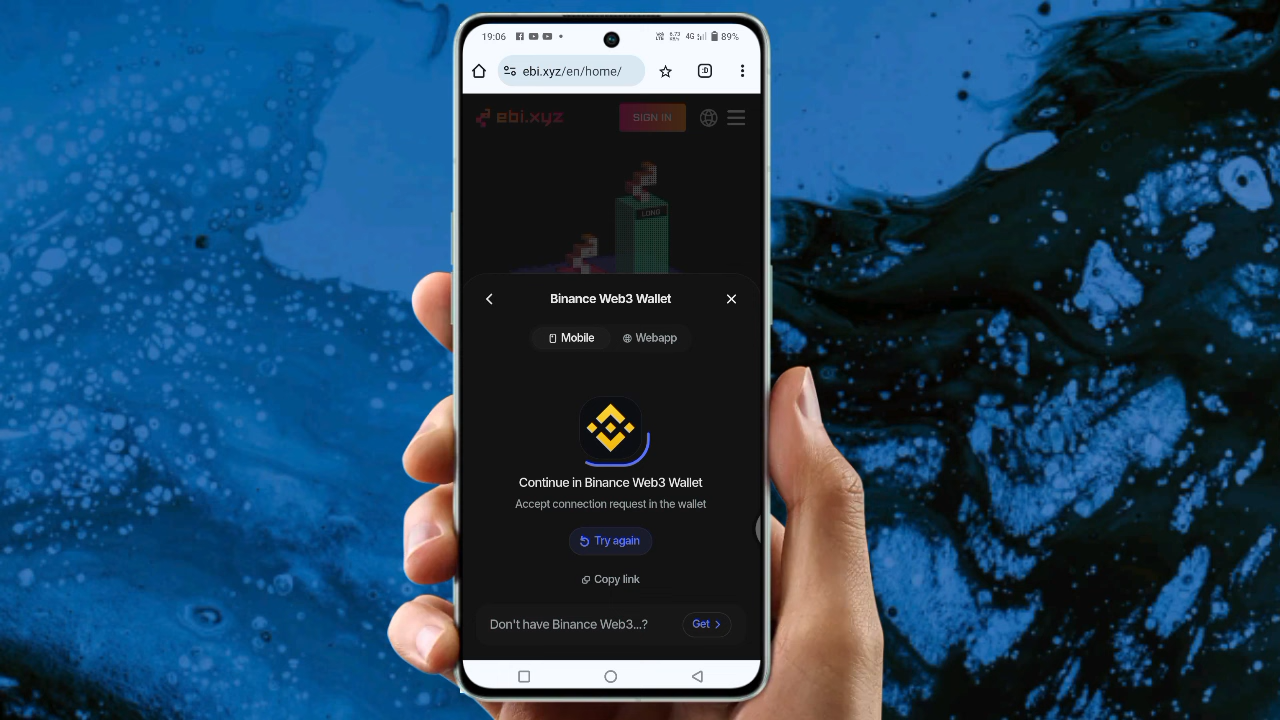 19:06
4G 89%
ebi.xyz/en/home/
:D
ebi.xyz
SIGN IN
LONG
Binance Web3 Wallet
Mobile
Webapp
Continue in Binance Web3 Wallet
Accept connection request in the wallet
Try again
Copy link
Don't have Binance Web3...?
Get